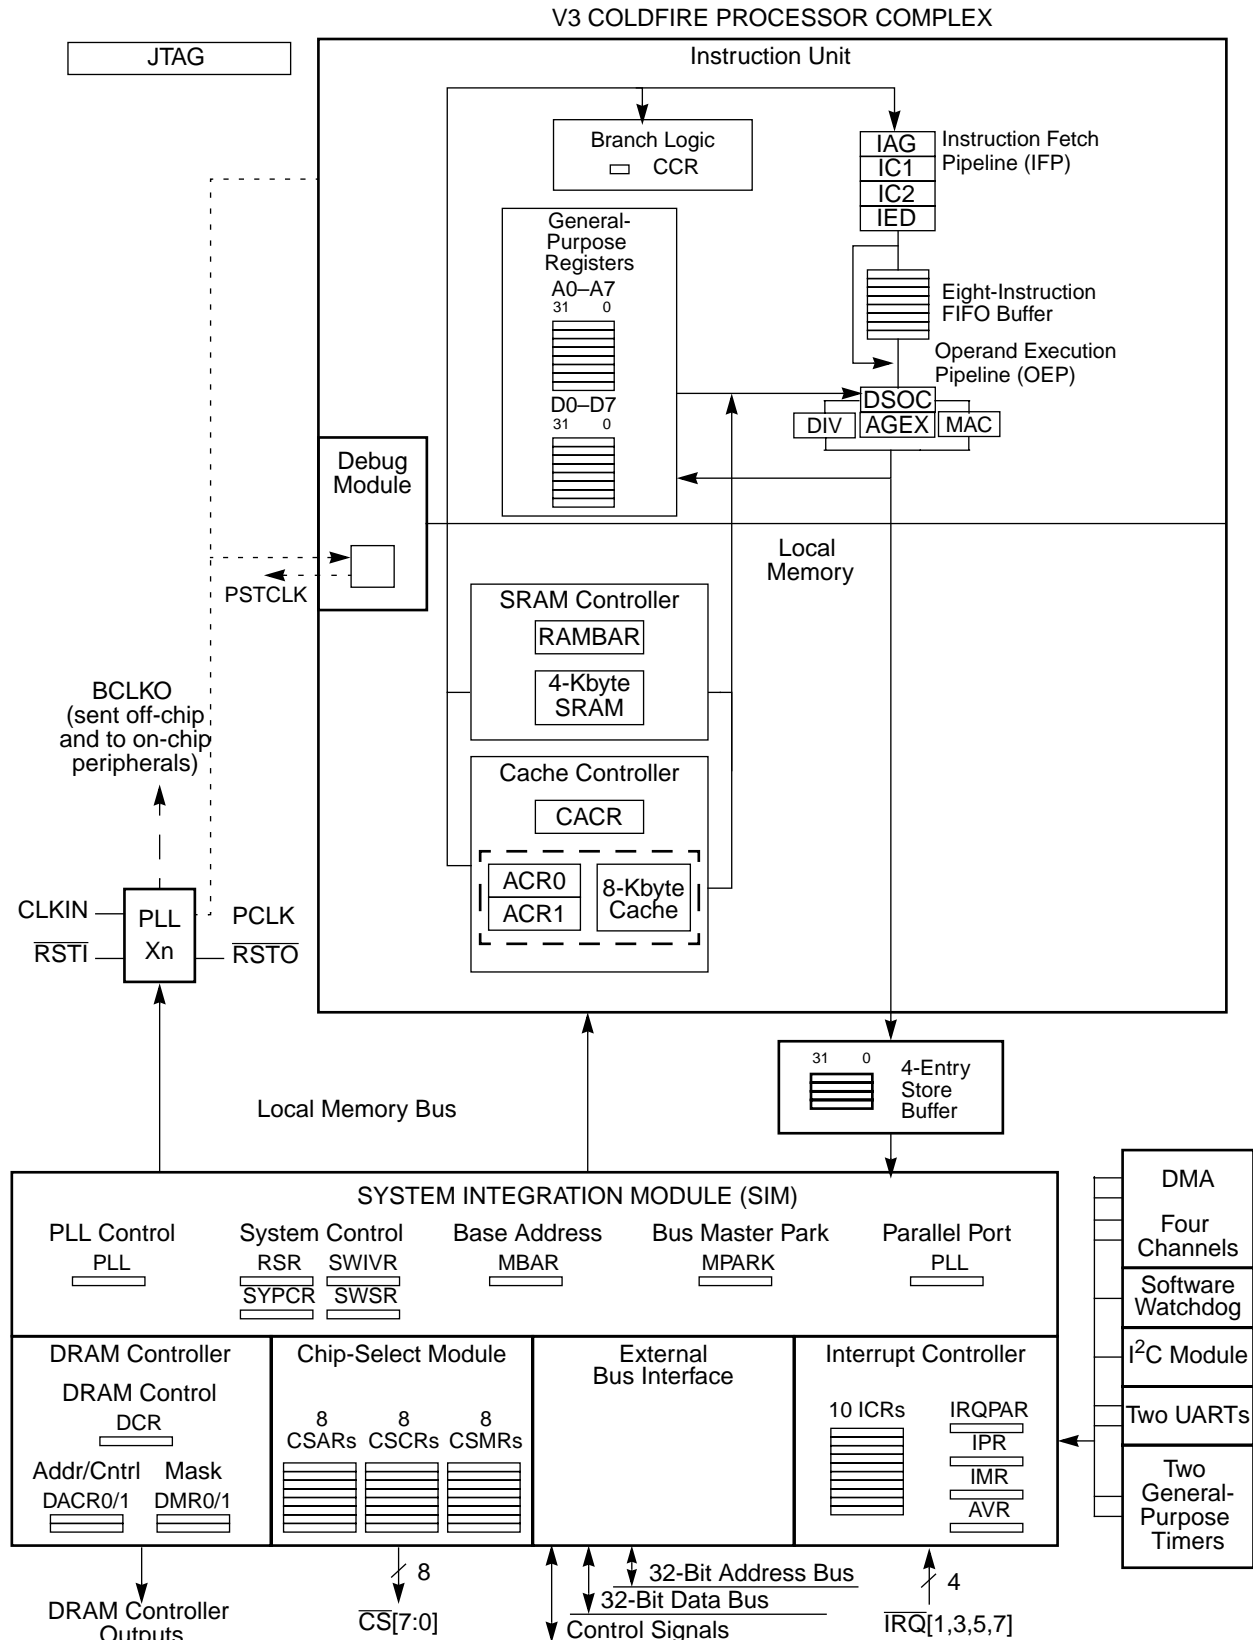 V3 COLDFIRE PROCESSOR COMPLEX
JTAG
Instruction Unit
Branch Logic
CCR
IAG
IC1
IC2
IED
Instruction Fetch
Pipeline (IFP)
General-
Purpose
Registers
A0–A7
31 0
Eight-Instruction
FIFO Buffer
Operand Execution
Pipeline (OEP)
D0–D7
31 0
DSOC
DIV
AGEX
MAC
Debug
Module
PSTCLK
Local
Memory
SRAM Controller
RAMBAR
4-Kbyte
SRAM
BCLKO
(sent off-chip
and to on-chip
peripherals)
Cache Controller
CACR
ACR0
ACR1
8-Kbyte
Cache
CLKIN
RSTI
PLL
Xn
PCLK
RSTO
31 0
4-Entry
Store
Buffer
Local Memory Bus
SYSTEM INTEGRATION MODULE (SIM)
PLL Control
PLL
System Control
RSR SWIVR
SYPCR SWSR
Base Address
MBAR
Bus Master Park
MPARK
Parallel Port
PLL
DMA
Four
Channels
Software
Watchdog
I2C Module
Two UARTs
Two
General-
Purpose
Timers
DRAM Controller
DRAM Control
DCR
Addr/Cntrl Mask
DACR0/1 DMR0/1
Chip-Select Module
8 8 8
CSARs CSCRs CSMRs
External
Bus Interface
Interrupt Controller
10 ICRs
IRQPAR
IPR
IMR
AVR
DRAM Controller
Outputs
8
CS[7:0]
32-Bit Address Bus
32-Bit Data Bus
Control Signals
4
IRQ[1,3,5,7]